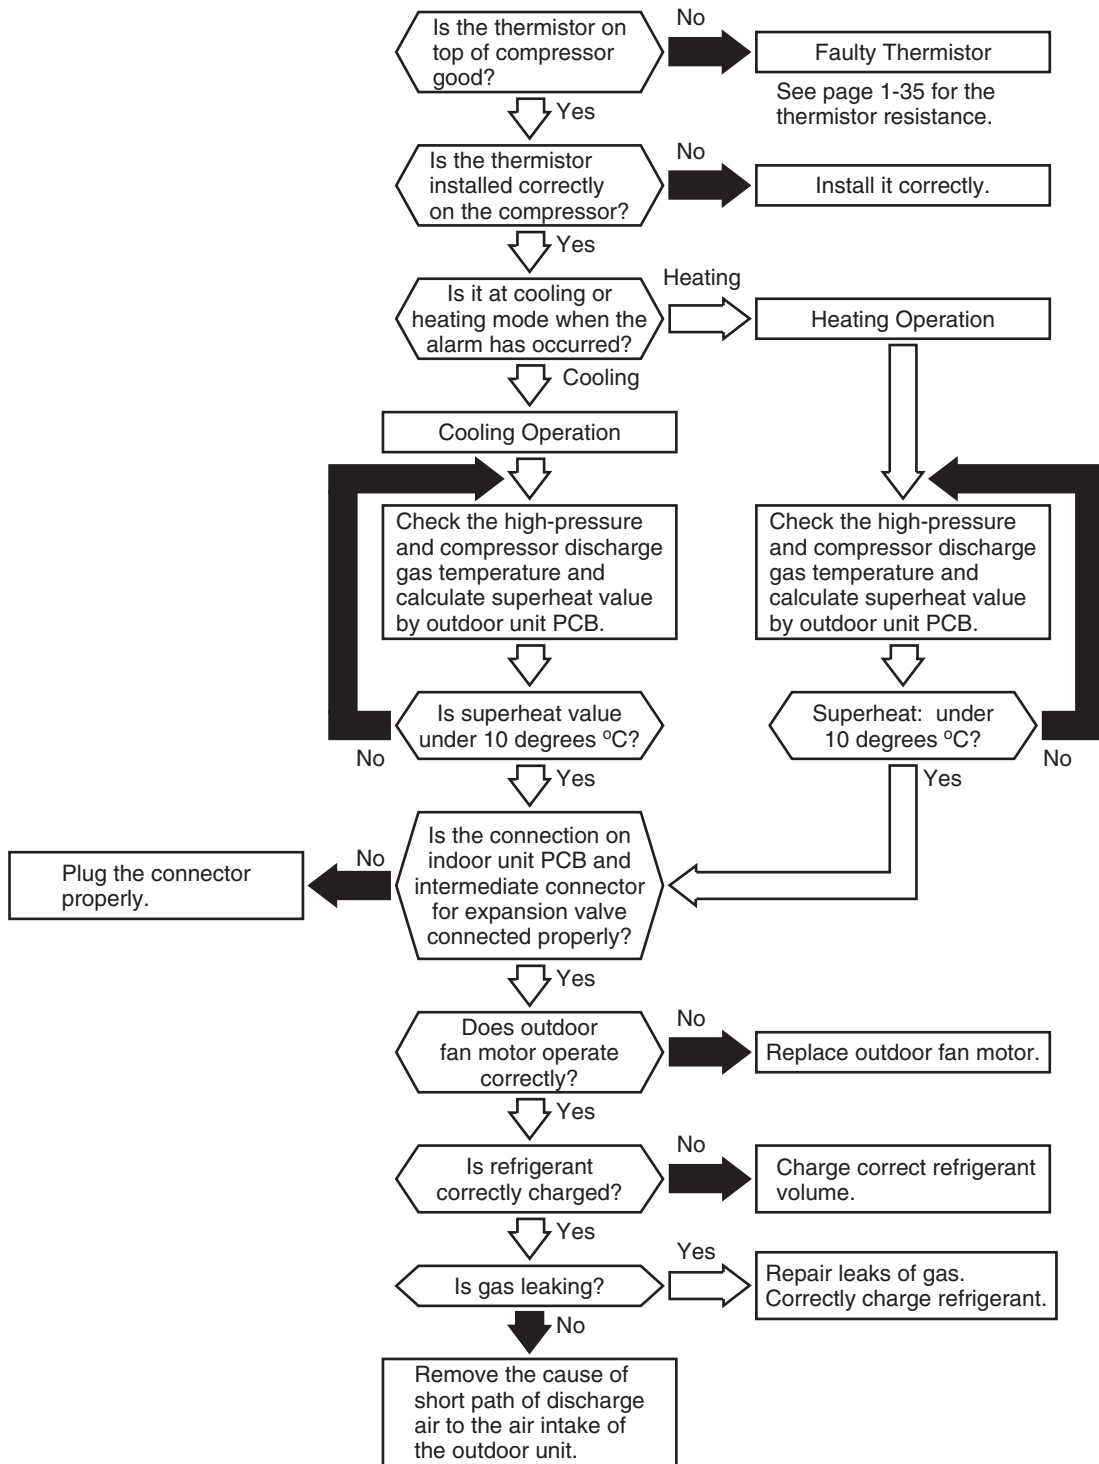 Is the thermistor on
top of compressor
good?
No
Faulty Thermistor
See page 1-35 for the
thermistor resistance.
Yes
Is the thermistor
installed correctly
on the compressor?
No
Install it correctly.
Yes
Is it at cooling or
heating mode when the
alarm has occurred?
Heating
Heating Operation
Cooling
Cooling Operation
Check the high-pressure
and compressor discharge
gas temperature and
calculate superheat value
by outdoor unit PCB.
Check the high-pressure
and compressor discharge
gas temperature and
calculate superheat value
by outdoor unit PCB.
Is superheat value
under 10 degrees °C?
No
Yes
Superheat: under
10 degrees °C?
No
Yes
Is the connection on
indoor unit PCB and
intermediate connector
for expansion valve
connected properly?
No
Plug the connector
properly.
Yes
Does outdoor
fan motor operate
correctly?
No
Replace outdoor fan motor.
Yes
Is refrigerant
correctly charged?
No
Charge correct refrigerant
volume.
Yes
Is gas leaking?
Yes
Repair leaks of gas.
Correctly charge refrigerant.
No
Remove the cause of
short path of discharge
air to the air intake of
the outdoor unit.